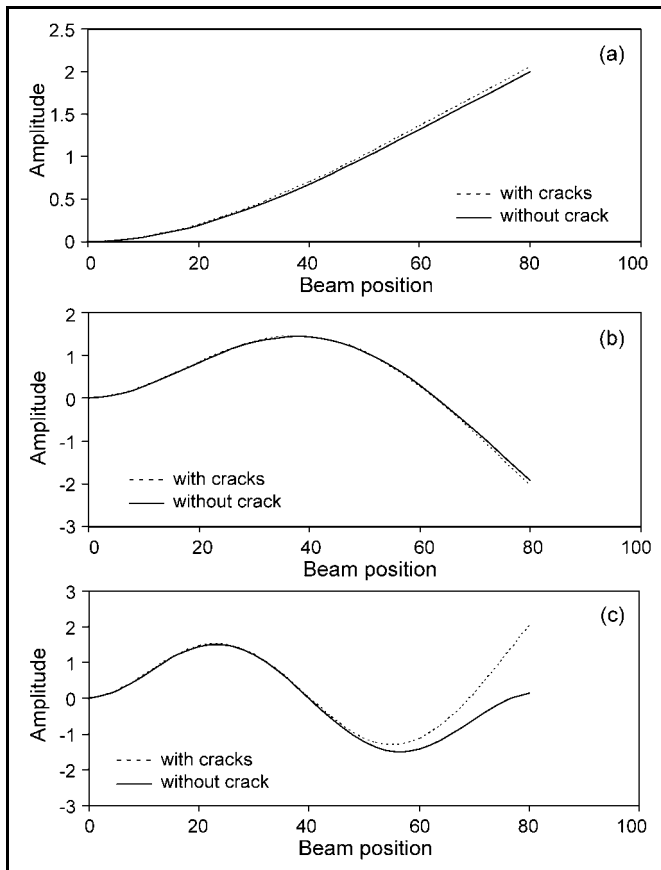 2.5
(a)
2
1.5
Amplitude
1
with cracks
0.5
without crack
0
0 20 40 60 80 100
Beam position
2
(b)
1
0
Amplitude
-1
with cracks
-2
without crack
-3
0 20 40 60 80 100
Beam position
3
(c)
2
1
Amplitude
0
-1
with cracks
-2
without crack
-3
0 20 40 60 80 100
Beam position